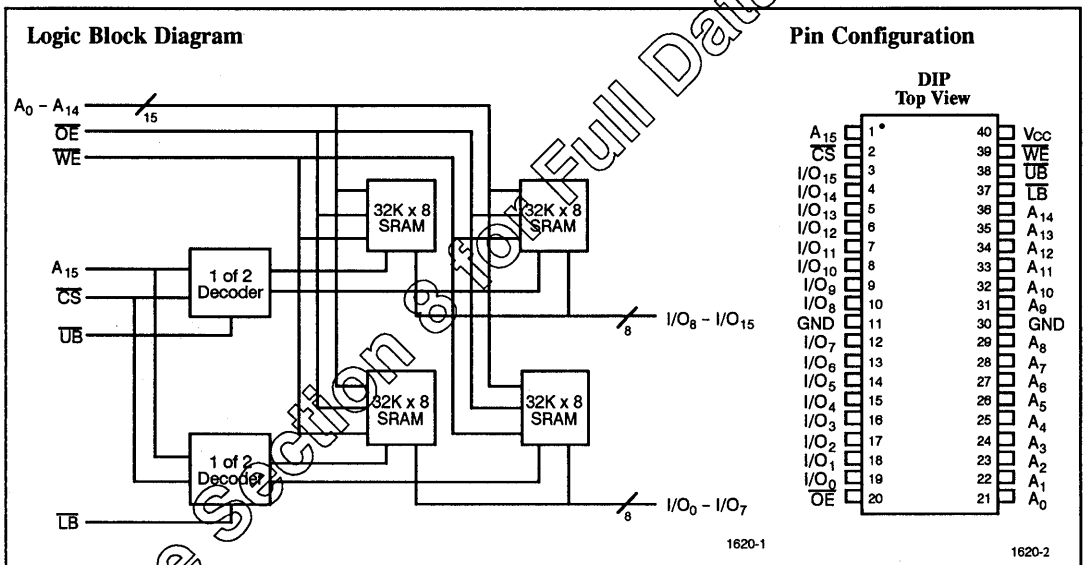 Logic Block Diagram
A0 – A14
15
OE
WE
32K x 8
SRAM
32K x 8
SRAM
A15
CS
UB
1 of 2
Decoder
8
I/O8 – I/O15
32K x 8
SRAM
32K x 8
SRAM
1 of 2
Decoder
LB
8
I/O0 – I/O7
1620-1
Pin Configuration
DIP
Top View
A15 1 40 VCC
CS 2 39 WE
I/O15 3 38 UB
I/O14 4 37 LB
I/O13 5 36 A14
I/O12 6 35 A13
I/O11 7 34 A12
I/O10 8 33 A11
I/O9 9 32 A10
I/O8 10 31 A9
GND 11 30 GND
I/O7 12 29 A8
I/O6 13 28 A7
I/O5 14 27 A6
I/O4 15 26 A5
I/O3 16 25 A4
I/O2 17 24 A3
I/O1 18 23 A2
I/O0 19 22 A1
OE 20 21 A0
1620-2
Section 8 for Full